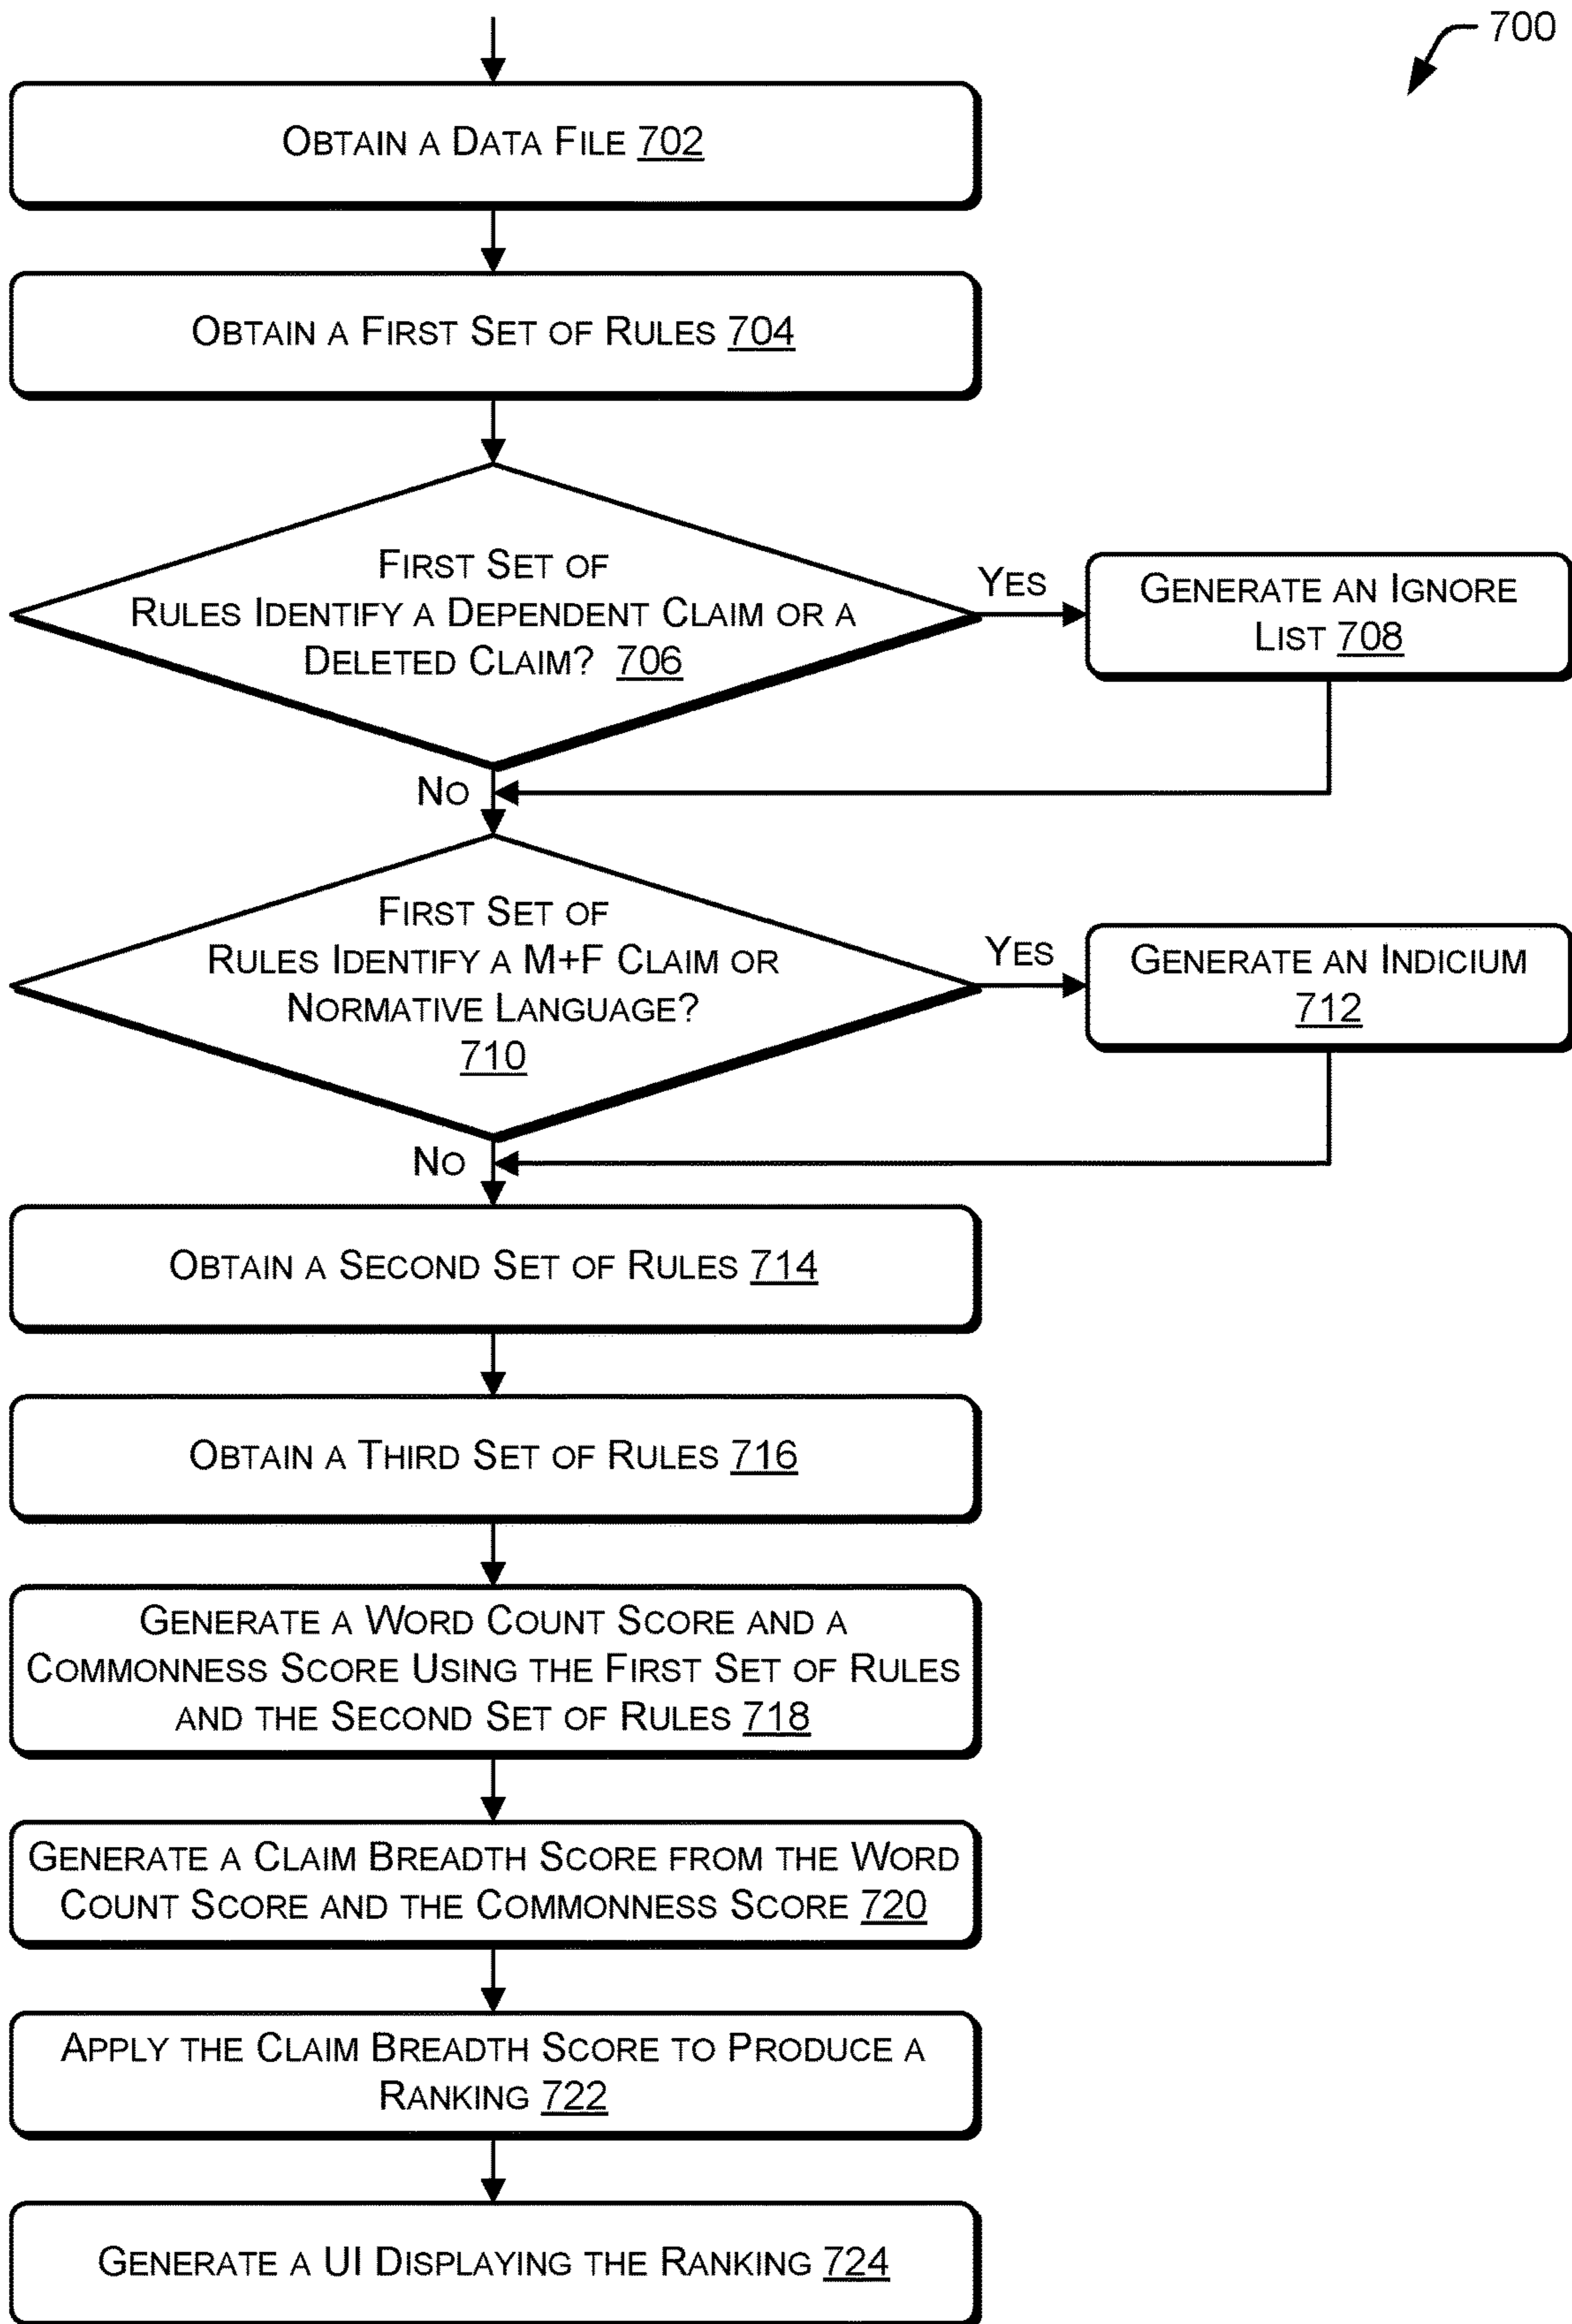 700
OBTAIN A DATA FILE 702
OBTAIN A FIRST SET OF RULES 704
FIRST SET OF
RULES IDENTIFY A DEPENDENT CLAIM OR A
DELETED CLAIM? 706
YES
GENERATE AN IGNORE
LIST 708
NO
FIRST SET OF
RULES IDENTIFY A M+F CLAIM OR
NORMATIVE LANGUAGE?
710
YES
GENERATE AN INDICIUM
712
NO
OBTAIN A SECOND SET OF RULES 714
OBTAIN A THIRD SET OF RULES 716
GENERATE A WORD COUNT SCORE AND A
COMMONNESS SCORE USING THE FIRST SET OF RULES
AND THE SECOND SET OF RULES 718
GENERATE A CLAIM BREADTH SCORE FROM THE WORD
COUNT SCORE AND THE COMMONNESS SCORE 720
APPLY THE CLAIM BREADTH SCORE TO PRODUCE A
RANKING 722
GENERATE A UI DISPLAYING THE RANKING 724